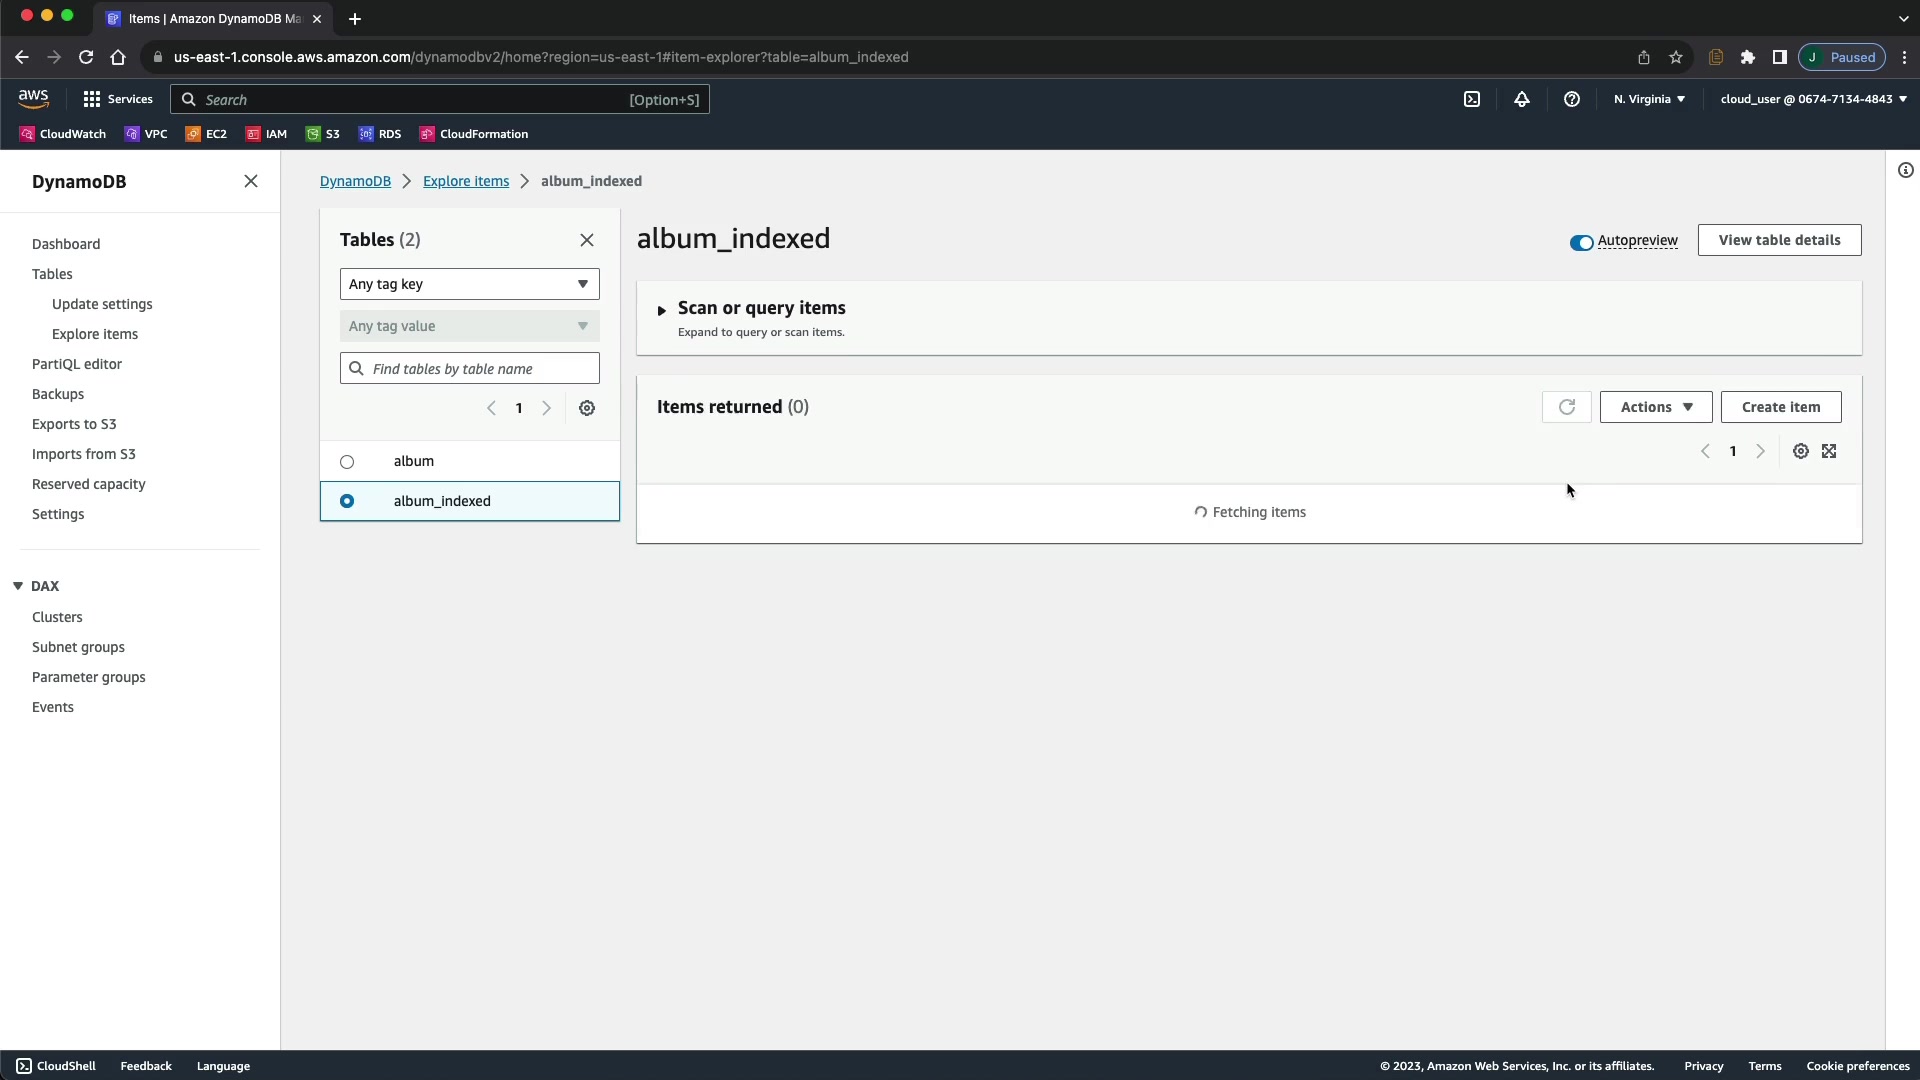 Items | Amazon DynamoDB Ma
us-east-1.console.aws.amazon.com/dynamodbv2/home?region=us-east-1#item-explorer?table=album_indexed
J Paused
aws
Services
Search
[Option+S]
N. Virginia
cloud_user @ 0674-7134-4843
CloudWatch
VPC
EC2
IAM
S3
RDS
CloudFormation
DynamoDB
Dashboard
Tables
Update settings
Explore items
PartiQL editor
Backups
Exports to S3
Imports from S3
Reserved capacity
Settings
DAX
Clusters
Subnet groups
Parameter groups
Events
DynamoDB
Explore items
album_indexed
Tables (2)
Any tag key
Any tag value
Find tables by table name
1
album
album_indexed
album_indexed
Autopreview
View table details
Scan or query items
Expand to query or scan items.
Items returned (0)
Actions
Create item
1
Fetching items
CloudShell
Feedback
Language
© 2023, Amazon Web Services, Inc. or its affiliates.
Privacy
Terms
Cookie preferences